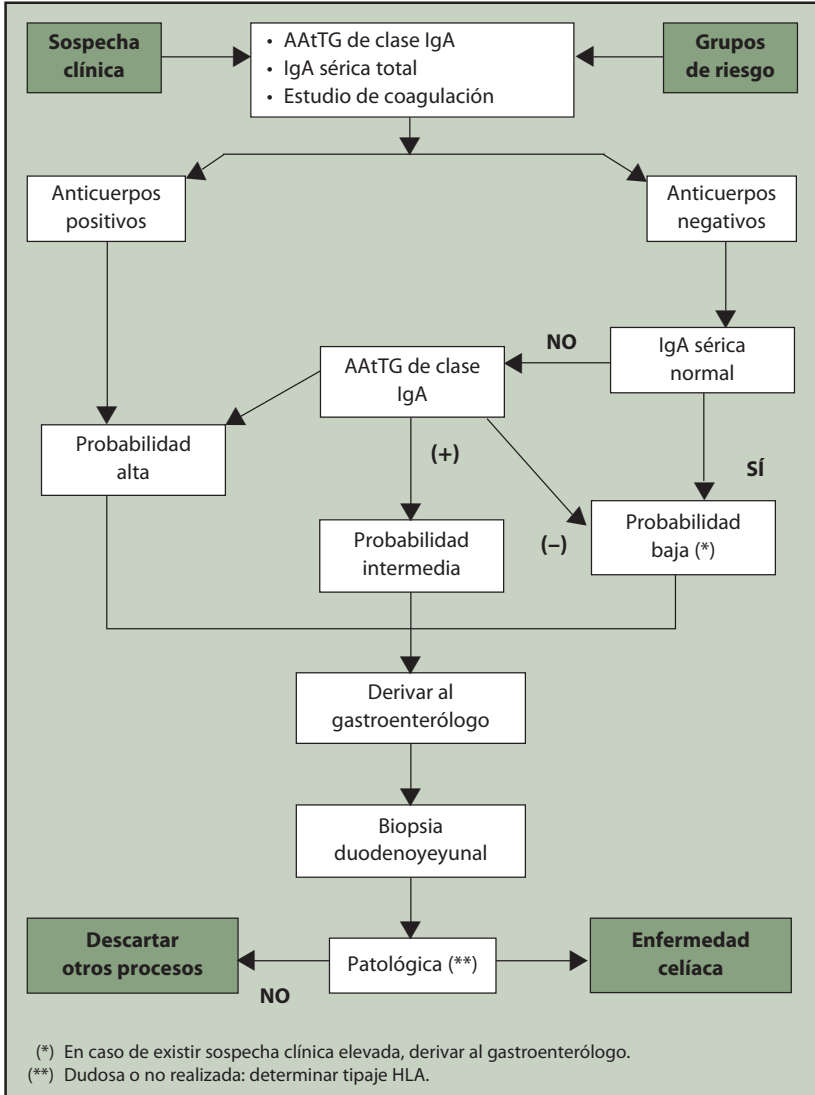 Sospecha
clínica
• AAtTG de clase IgA
• IgA sérica total
• Estudio de coagulación
Grupos
de riesgo
Anticuerpos
positivos
Anticuerpos
negativos
NO
AAtTG de clase
IgA
IgA sérica
normal
Probabilidad
alta
(+)
SÍ
Probabilidad
intermedia
(–)
Probabilidad
baja (*)
Derivar al
gastroenterólogo
Biopsia
duodenoyeyunal
Descartar
otros procesos
NO
Patológica (**)
Enfermedad
celíaca
(*) En caso de existir sospecha clínica elevada, derivar al gastroenterólogo.
(**) Dudosa o no realizada: determinar tipaje HLA.